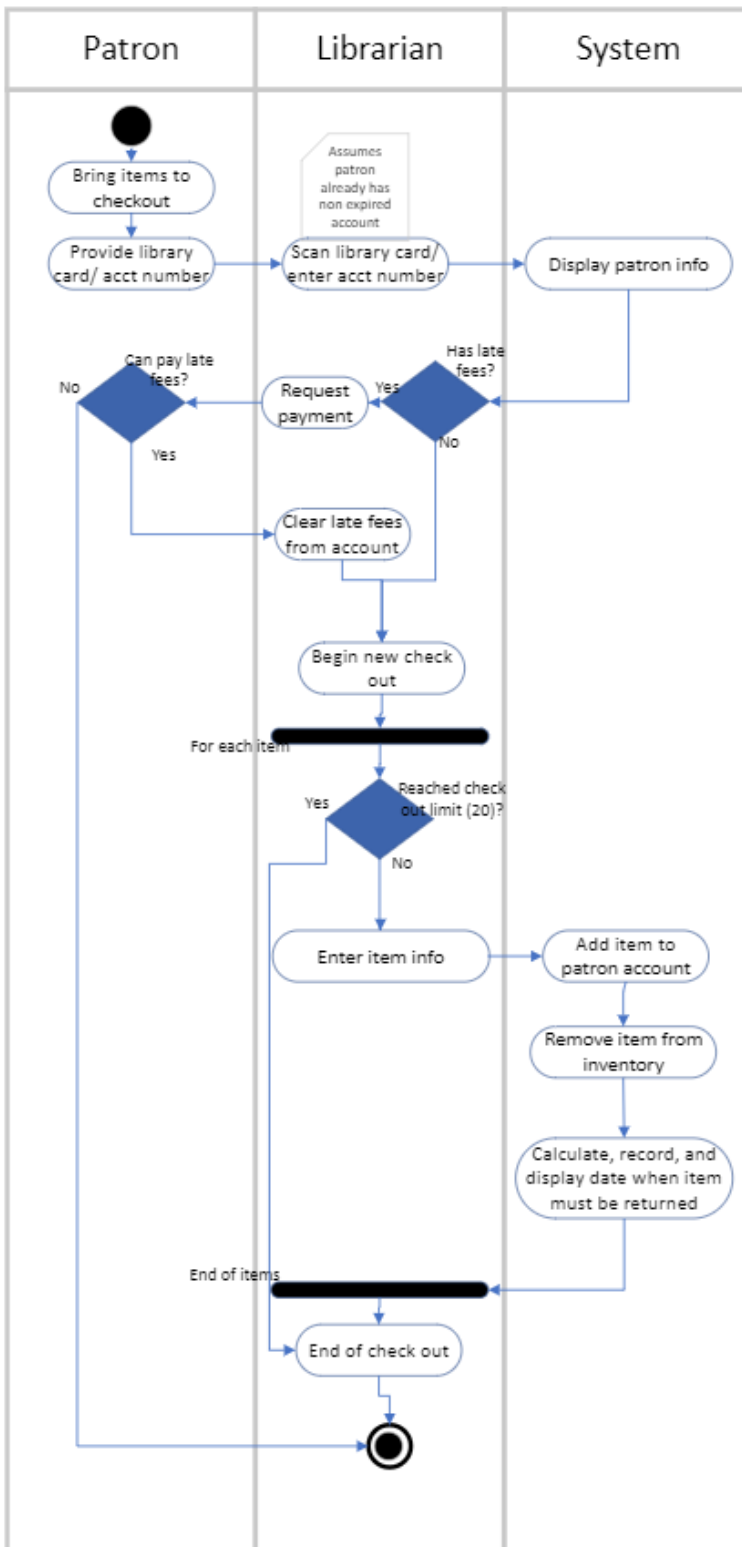 Patron
Librarian
System
Assumes
patron
already has
non expired
account
Bring items to
checkout
Provide library
card/ acct number
Scan library card/
enter acct number
Display patron info
Can pay late
fees?
No
Yes
Request
payment
Has late
fees?
Yes
No
Clear late fees
from account
Begin new check
out
For each item
Reached check
out limit (20)?
Yes
No
Enter item info
Add item to
patron account
Remove item from
inventory
Calculate, record, and
display date when item
must be returned
End of items
End of check out